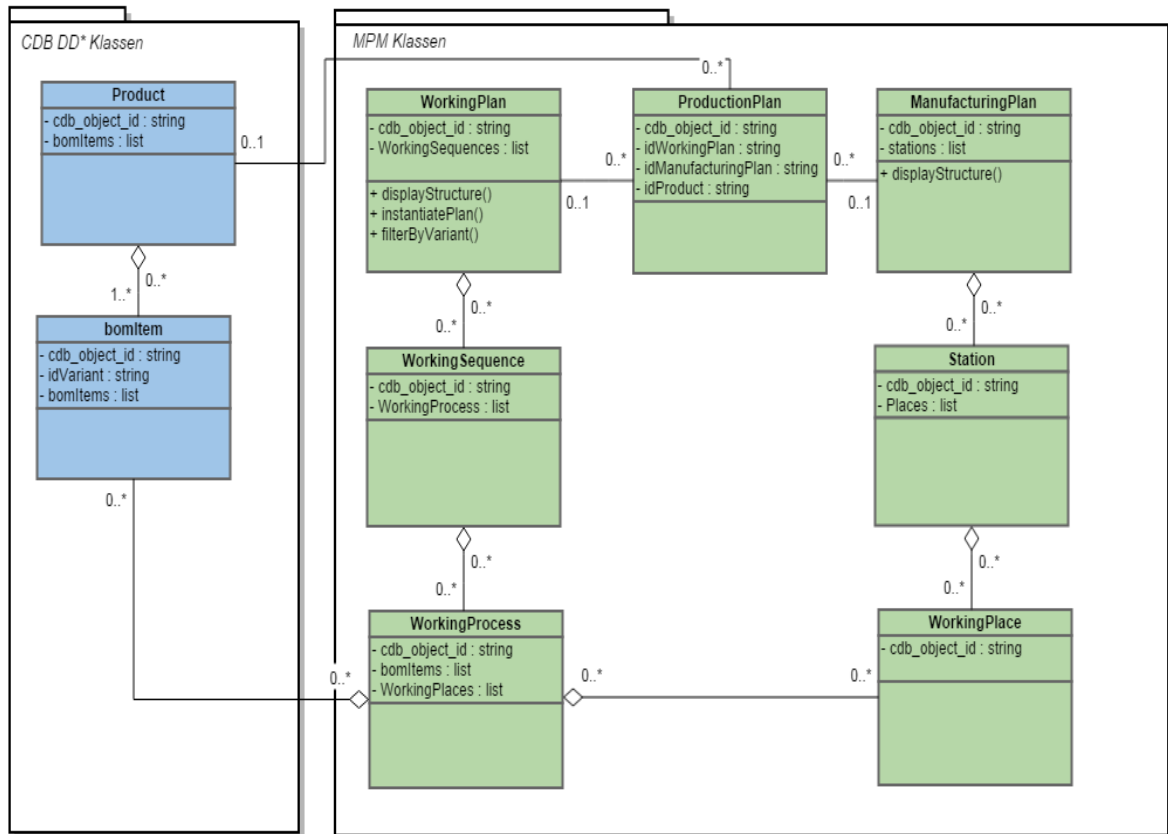 CDB DD* Klassen
Product
- cdb_object_id : string
- bomItems : list
0..1
0..*
1..*
bomItem
- cdb_object_id : string
- idVariant : string
- bomItems : list
0..*
MPM Klassen
0..*
WorkingPlan
- cdb_object_id : string
- WorkingSequences : list
+ displayStructure()
+ instantiatePlan()
+ filterByVariant()
0..*
0..1
ProductionPlan
- cdb_object_id : string
- idWorkingPlan : string
- idManufacturingPlan : string
- idProduct : string
0..*
0..1
ManufacturingPlan
- cdb_object_id : string
- stations : list
+ displayStructure()
0..*
0..*
WorkingSequence
- cdb_object_id : string
- WorkingProcess : list
0..*
0..*
Station
- cdb_object_id : string
- Places : list
0..*
0..*
WorkingProcess
- cdb_object_id : string
- bomItems : list
- WorkingPlaces : list
0..*
0..*
0..*
0..*
WorkingPlace
- cdb_object_id : string
0..*